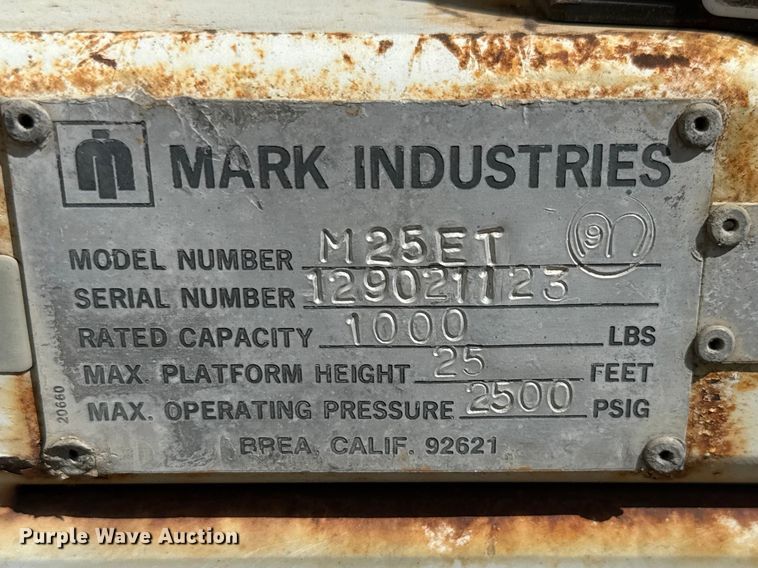 MARK INDUSTRIES
9
MODEL NUMBER M25ET
SERIAL NUMBER 129021123
RATED CAPACITY 1000 LBS
MAX. PLATFORM HEIGHT 25 FEET
MAX. OPERATING PRESSURE 2500 PSIG
BREA, CALIF. 92621
20660
Purple Wave Auction